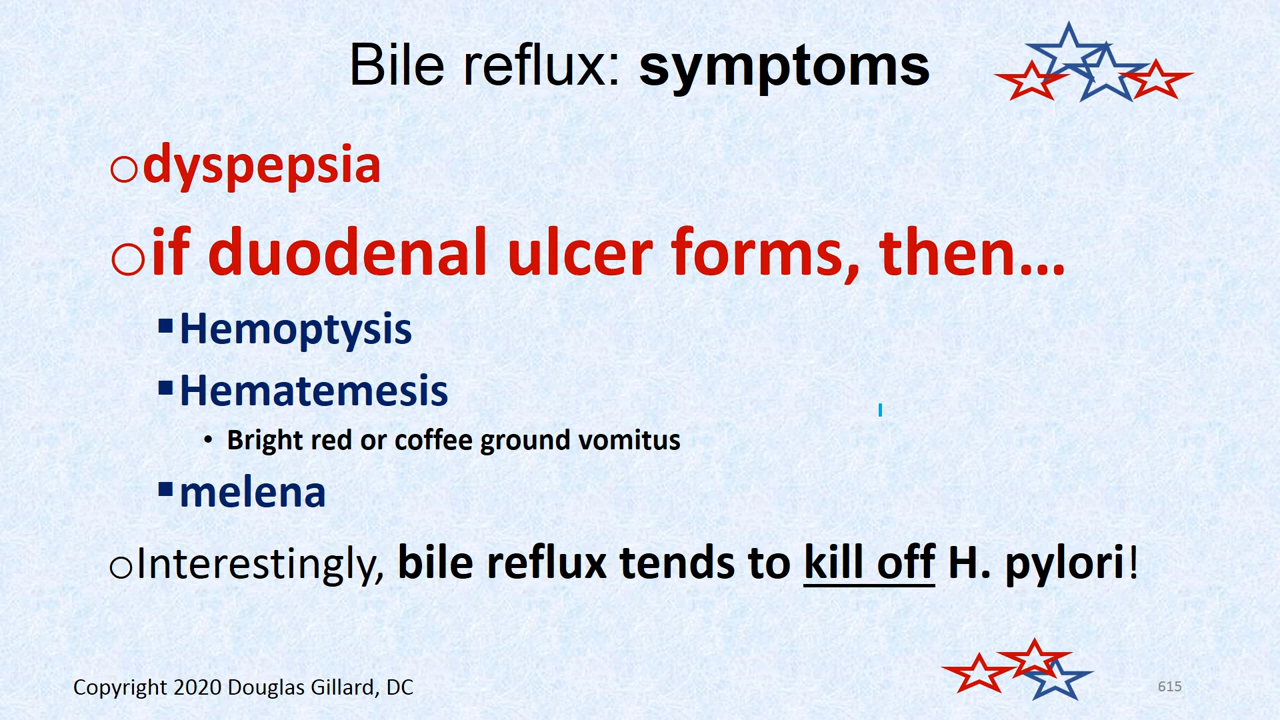 Bile reflux: symptoms
dyspepsia
if duodenal ulcer forms, then…
Hemoptysis
Hematemesis
Bright red or coffee ground vomitus
melena
Interestingly, bile reflux tends to kill off H. pylori!
Copyright 2020 Douglas Gillard, DC
615